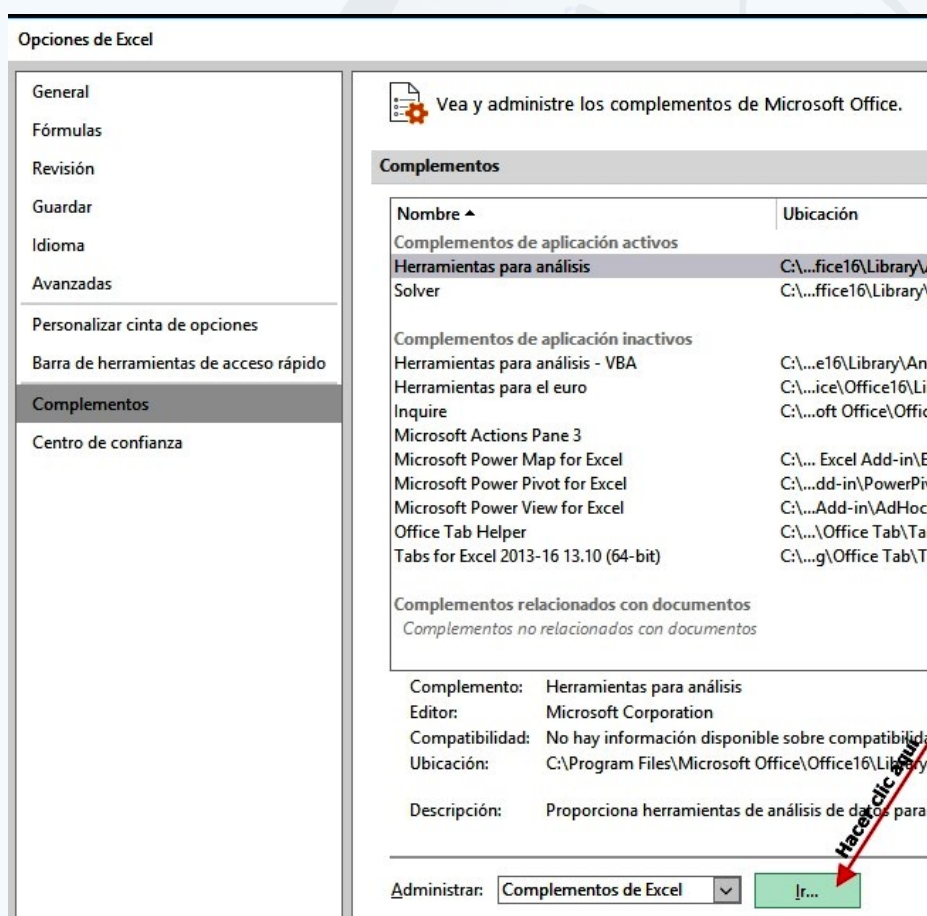 Opciones de Excel
General
Fórmulas
Revisión
Guardar
Idioma
Avanzadas
Personalizar cinta de opciones
Barra de herramientas de acceso rápido
Complementos
Centro de confianza
Vea y administre los complementos de Microsoft Office.
Complementos
Nombre Ubicación
Complementos de aplicación activos
Herramientas para análisis C:\...fice16\Library\
Solver C:\...ffice16\Library\
Complementos de aplicación inactivos
Herramientas para análisis - VBA C:\...e16\Library\An
Herramientas para el euro C:\...ice\Office16\Li
Inquire C:\...oft Office\Offic
Microsoft Actions Pane 3
Microsoft Power Map for Excel C:\... Excel Add-in\E
Microsoft Power Pivot for Excel C:\...dd-in\PowerPi
Microsoft Power View for Excel C:\...Add-in\AdHoc
Office Tab Helper C:\...\Office Tab\Ta
Tabs for Excel 2013-16 13.10 (64-bit) C:\...g\Office Tab\T
Complementos relacionados con documentos
Complementos no relacionados con documentos
Complemento: Herramientas para análisis
Editor: Microsoft Corporation
Compatibilidad: No hay información disponible sobre compatibilida
Ubicación: C:\Program Files\Microsoft Office\Office16\Library
Descripción: Proporciona herramientas de análisis de datos para
Hacer clic aquí
Administrar: Complementos de Excel Ir...